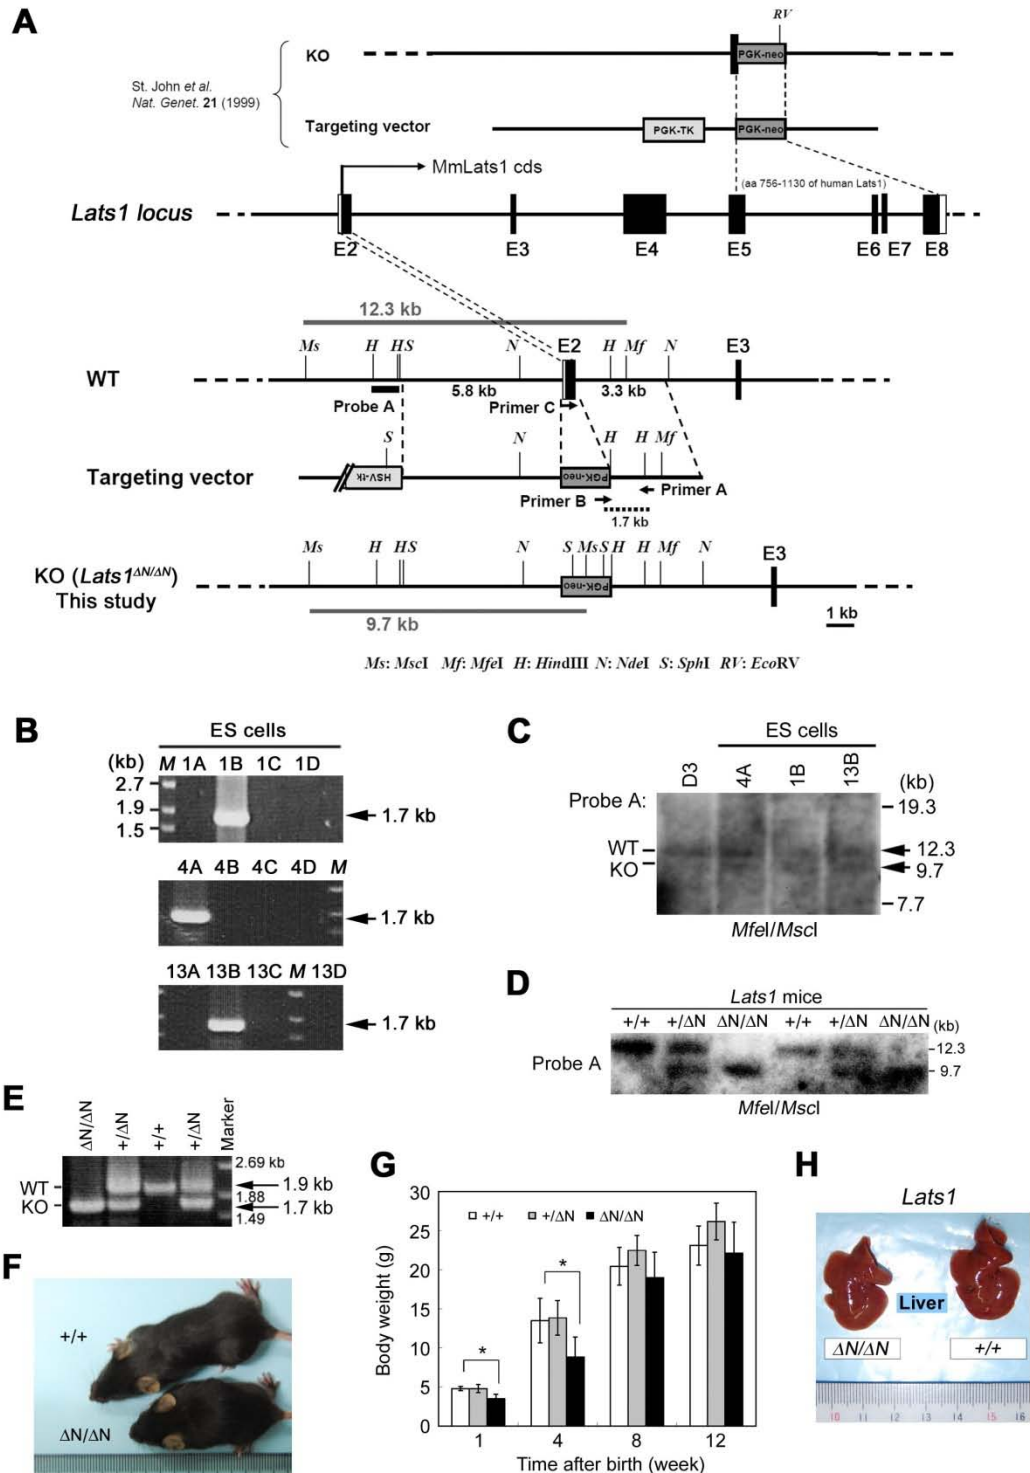 A
RV
KO
PGK-neo
St. John et al.
Nat. Genet. 21 (1999)
Targeting vector
PGK-TK
PGK-neo
MmLats1 cds
(aa 756-1130 of human Lats1)
Lats1 locus
E2
E3
E4
E5
E6
E7
E8
12.3 kb
Ms H HS N E2 H Mf N E3
WT
Probe A
5.8 kb
Primer C
3.3 kb
S N H H Mf
Targeting vector
HSV-tk
PGK-neo
Primer B
Primer A
1.7 kb
Ms H HS N S Ms S H H Mf N E3
KO (Lats1ΔN/ΔN)
This study
PGK-neo
9.7 kb
1 kb
Ms: MscI Mf: MfeI H: HindIII N: NdeI S: SphI RV: EcoRV
B
ES cells
(kb) M 1A 1B 1C 1D
2.7
1.9
1.5
1.7 kb
4A 4B 4C 4D M
1.7 kb
13A 13B 13C M 13D
1.7 kb
C
ES cells
D3 4A 1B 13B (kb)
Probe A:
19.3
WT
12.3
KO
9.7
7.7
MfeI/MscI
D
Lats1 mice
+/+ +/ΔN ΔN/ΔN +/+ +/ΔN ΔN/ΔN (kb)
Probe A
12.3
9.7
MfeI/MscI
E
ΔN/ΔN +/ΔN +/+ +/ΔN Marker
2.69 kb
WT
1.9 kb
1.88
KO
1.7 kb
1.49
F
+/+
ΔN/ΔN
G
Body weight (g)
30
25
20
15
10
5
0
+/+ +/ΔN ΔN/ΔN
*
*
1 4 8 12
Time after birth (week)
H
Lats1
Liver
ΔN/ΔN
+/+
10 11 12 13 14 15 16